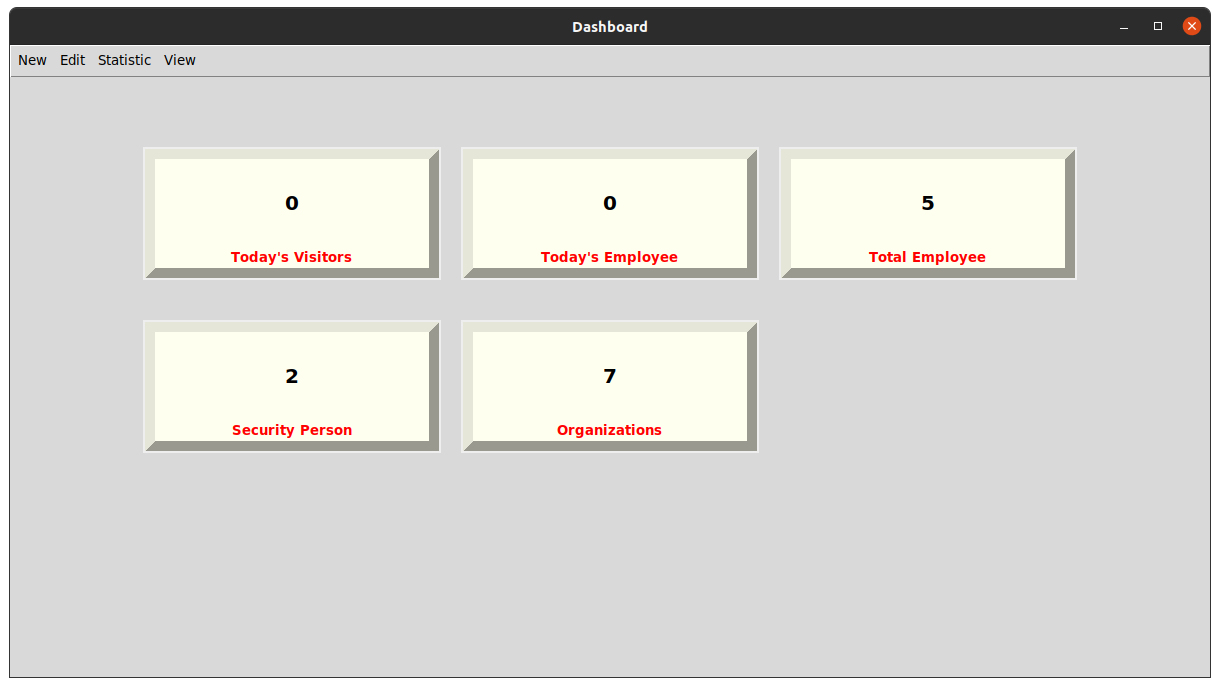 Dashboard
New Edit Statistic View
0 0 5
Today's Visitors Today's Employee Total Employee
2 7
Security Person Organizations